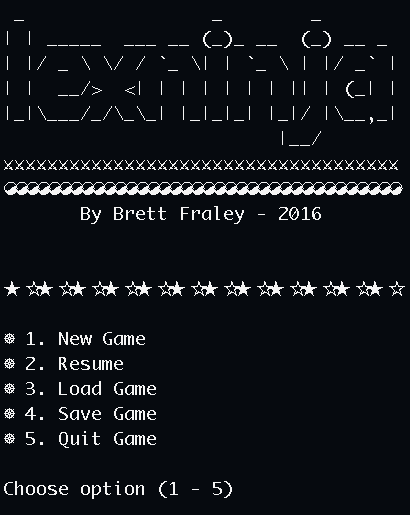 lexninja
By Brett Fraley - 2016
1. New Game
2. Resume
3. Load Game
4. Save Game
5. Quit Game
Choose option (1 - 5)